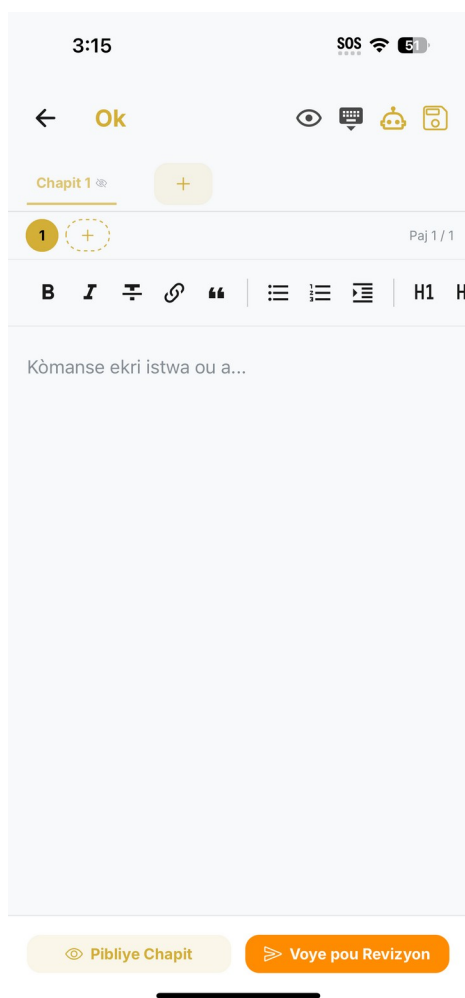 3:15 SOS 51
Ok
Chapit 1 +
1 + Paj 1 / 1
B I T H1 H
Kòmanse ekri istwa ou a...
Pibliye Chapit Voye pou Revizyon